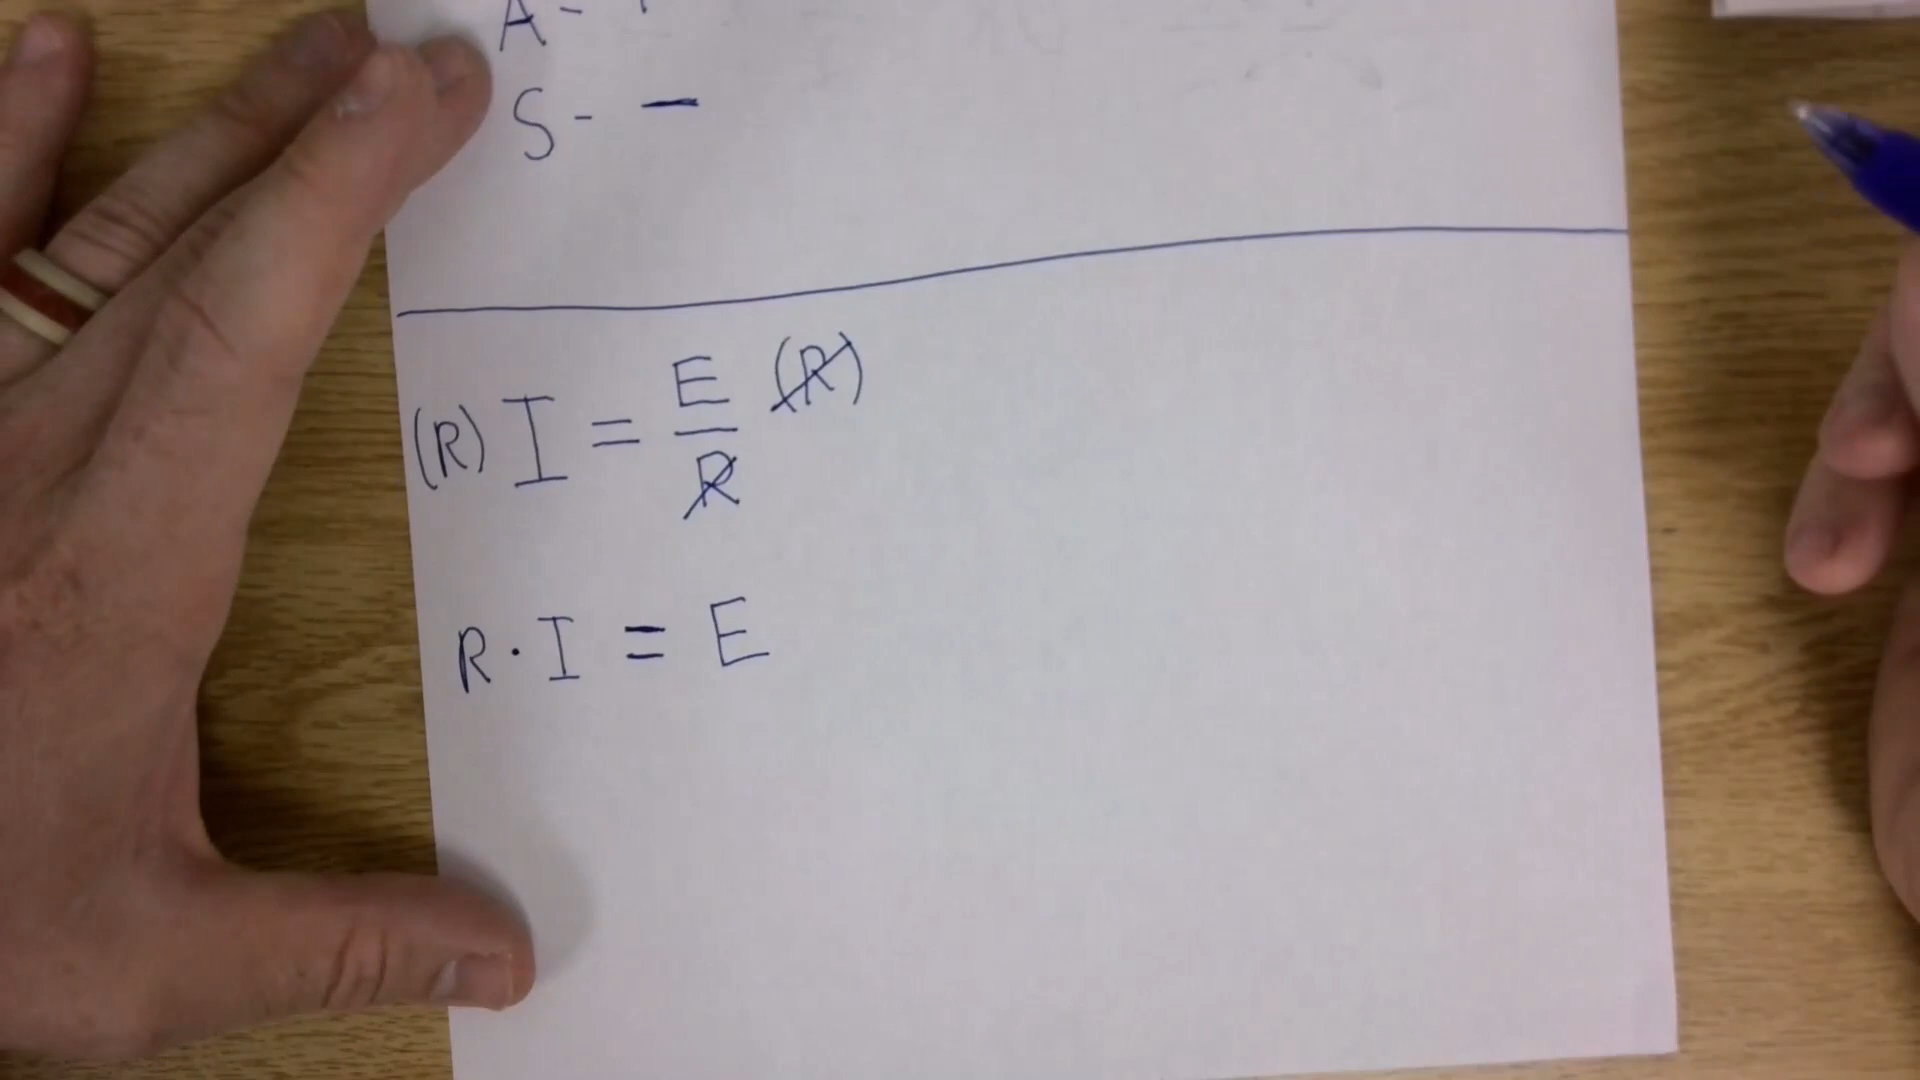 A -
S - —
(R) I = E/R (R)
R · I = E